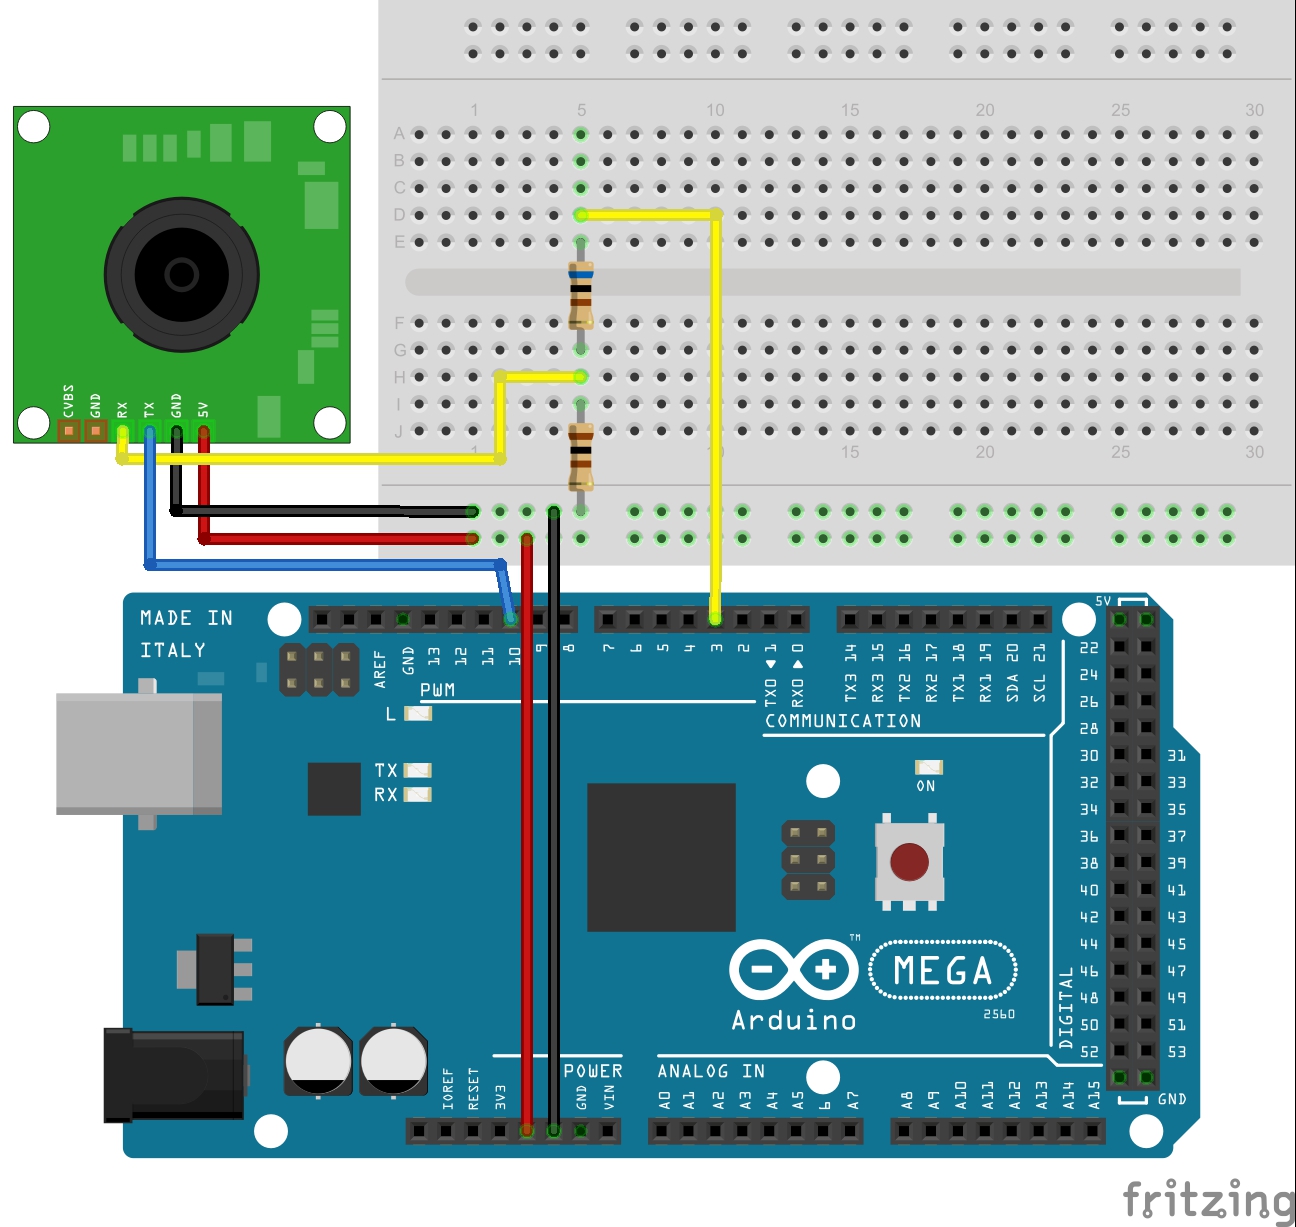 1 5 10 15 20 25 30
A
B
C
D
E
F
G
H
I
J
1 15 20 25 30
CVBS GND RX TX GND 5V
MADE IN
ITALY
AREF GND 13 12 11 10 9 8
7 6 5 4 3 2 TX0 1 RX0 0
TX3 14 RX3 15 TX2 16 RX2 17 TX1 18 RX1 19 SDA 20 SCL 21
PWM
COMMUNICATION
L
TX
RX
ON
5V
22
24
26
28
30 31
32 33
34 35
36 37
38 39
40 41
42 43
44 45
46 47
48 49
50 51
52 53
DIGITAL
GND
TM
MEGA
2560
Arduino
POWER
ANALOG IN
IOREF RESET 3V3 GND VIN
A0 A1 A2 A3 A4 A5 6 A7
A8 A9 A10 A11 A12 A13 A14 A15
fritzing